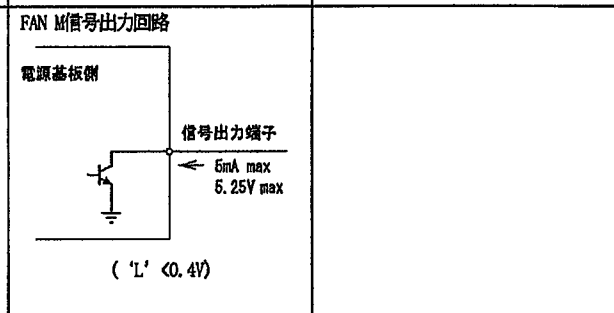 FAN M信号出力回路
電源基板側
信号出力端子
5mA max
5.25V max
( 'L' <0.4V)